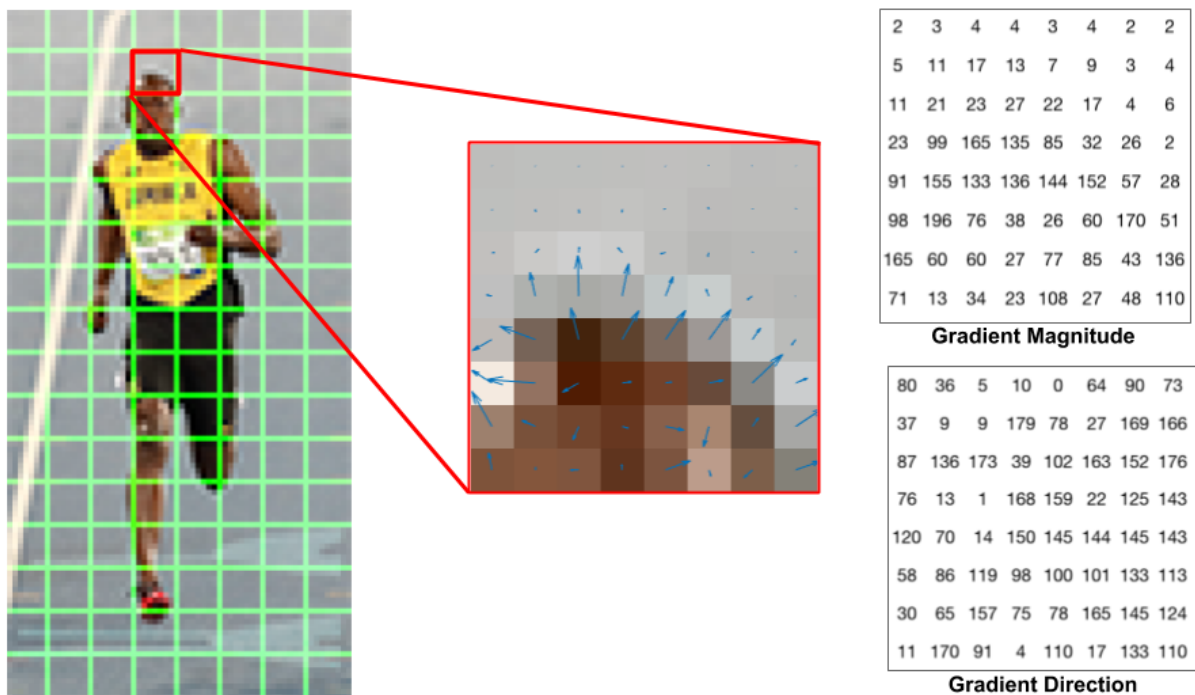 2 3 4 4 3 4 2 2
5 11 17 13 7 9 3 4
11 21 23 27 22 17 4 6
23 99 165 135 85 32 26 2
91 155 133 136 144 152 57 28
98 196 76 38 26 60 170 51
165 60 60 27 77 85 43 136
71 13 34 23 108 27 48 110
Gradient Magnitude
80 36 5 10 0 64 90 73
37 9 9 179 78 27 169 166
87 136 173 39 102 163 152 176
76 13 1 168 159 22 125 143
120 70 14 150 145 144 145 143
58 86 119 98 100 101 133 113
30 65 157 75 78 165 145 124
11 170 91 4 110 17 133 110
Gradient Direction